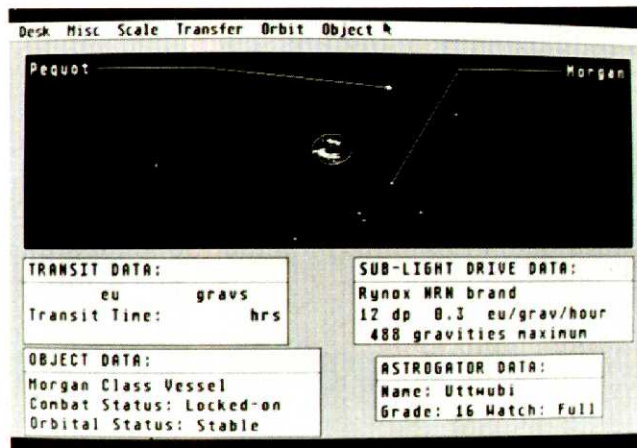 Desk Misc Scale Transfer Orbit Object
Pequot
Morgan
TRANSIT DATA:
eu gravs
Transit Time: hrs
SUB-LIGHT DRIVE DATA:
Rynox NRN brand
12 dp 0.3 eu/grav/hour
488 gravities maximum
OBJECT DATA:
Morgan Class Vessel
Combat Status: Locked-on
Orbital Status: Stable
ASTROGATOR DATA:
Name: Uttwubi
Grade: 16 Watch: Full